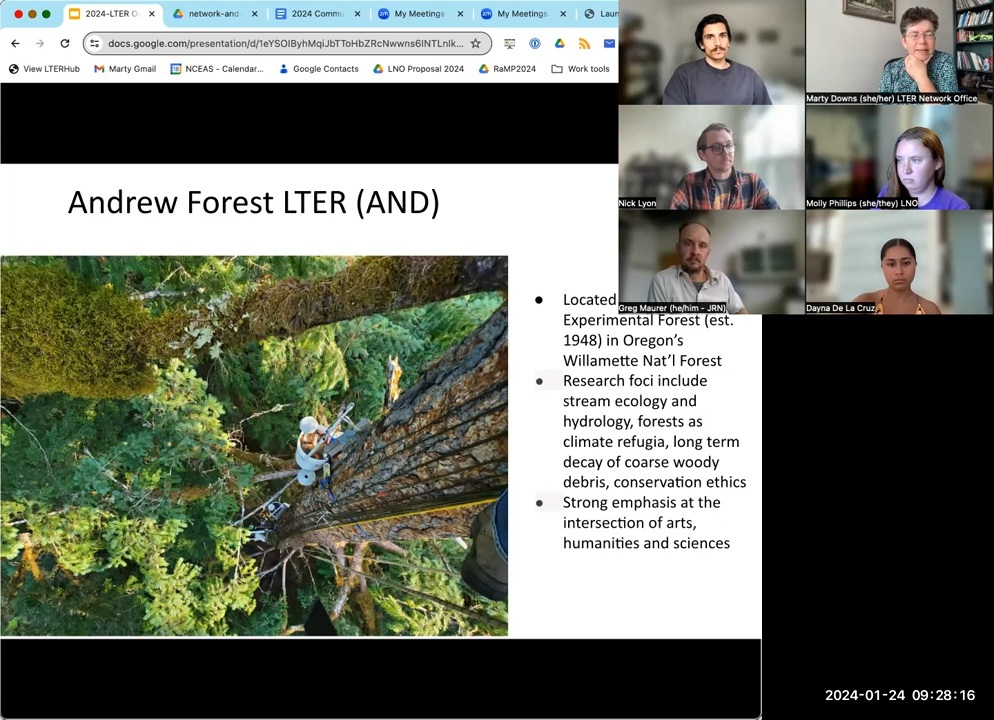 2024-LTER O
network-and-
2024 Commu
My Meetings
My Meetings
Laun
docs.google.com/presentation/d/1eYSOIByhMqiJbTToHbZRcNwwns6INTLnlk...
View LTERHub
Marty Gmail
NCEAS - Calendar...
Google Contacts
LNO Proposal 2024
RaMP2024
Work tools
Marty Downs (she/her) LTER Network Office
Nick Lyon
Molly Phillips (she/they) LNO
Greg Maurer (he/him - JRN)
Dayna De La Cruz
Andrew Forest LTER (AND)
● Located
Experimental Forest (est.
1948) in Oregon's
Willamette Nat'l Forest
● Research foci include
stream ecology and
hydrology, forests as
climate refugia, long term
decay of coarse woody
debris, conservation ethics
● Strong emphasis at the
intersection of arts,
humanities and sciences
2024-01-24 09:28:16